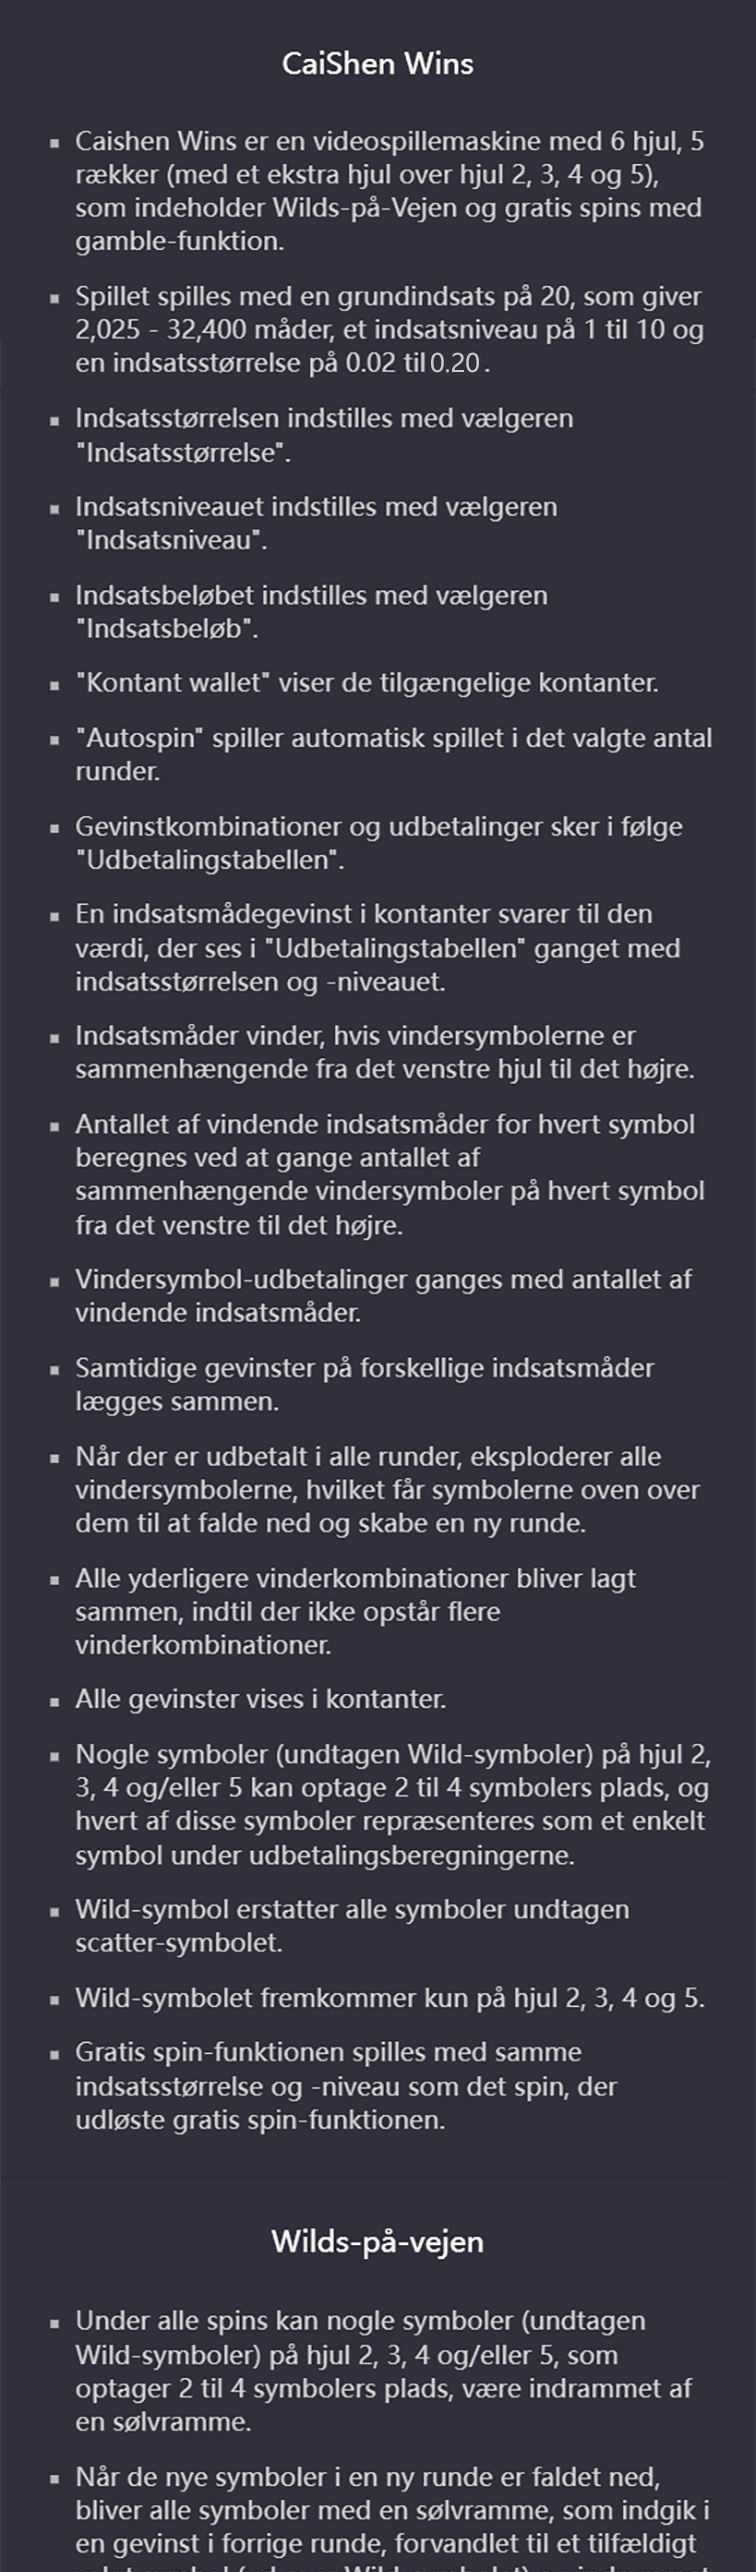 CaiShen Wins
▪ Caishen Wins er en videospillemaskine med 6 hjul, 5
rækker (med et ekstra hjul over hjul 2, 3, 4 og 5),
som indeholder Wilds-på-Vejen og gratis spins med
gamble-funktion.
▪ Spillet spilles med en grundindsats på 20, som giver
2,025 - 32,400 måder, et indsatsniveau på 1 til 10 og
en indsatsstørrelse på 0.02 til 0.20 .
▪ Indsatsstørrelsen indstilles med vælgeren
"Indsatsstørrelse".
▪ Indsatsniveauet indstilles med vælgeren
"Indsatsniveau".
▪ Indsatsbeløbet indstilles med vælgeren
"Indsatsbeløb".
▪ "Kontant wallet" viser de tilgængelige kontanter.
▪ "Autospin" spiller automatisk spillet i det valgte antal
runder.
▪ Gevinstkombinationer og udbetalinger sker i følge
"Udbetalingstabellen".
▪ En indsatsmådegevinst i kontanter svarer til den
værdi, der ses i "Udbetalingstabellen" ganget med
indsatsstørrelsen og -niveauet.
▪ Indsatsmåder vinder, hvis vindersymbolerne er
sammenhængende fra det venstre hjul til det højre.
▪ Antallet af vindende indsatsmåder for hvert symbol
beregnes ved at gange antallet af
sammenhængende vindersymboler på hvert symbol
fra det venstre til det højre.
▪ Vindersymbol-udbetalinger ganges med antallet af
vindende indsatsmåder.
▪ Samtidige gevinster på forskellige indsatsmåder
lægges sammen.
▪ Når der er udbetalt i alle runder, eksploderer alle
vindersymbolerne, hvilket får symbolerne oven over
dem til at falde ned og skabe en ny runde.
▪ Alle yderligere vinderkombinationer bliver lagt
sammen, indtil der ikke opstår flere
vinderkombinationer.
▪ Alle gevinster vises i kontanter.
▪ Nogle symboler (undtagen Wild-symboler) på hjul 2,
3, 4 og/eller 5 kan optage 2 til 4 symbolers plads, og
hvert af disse symboler repræsenteres som et enkelt
symbol under udbetalingsberegningerne.
▪ Wild-symbol erstatter alle symboler undtagen
scatter-symbolet.
▪ Wild-symbolet fremkommer kun på hjul 2, 3, 4 og 5.
▪ Gratis spin-funktionen spilles med samme
indsatsstørrelse og -niveau som det spin, der
udløste gratis spin-funktionen.
Wilds-på-vejen
▪ Under alle spins kan nogle symboler (undtagen
Wild-symboler) på hjul 2, 3, 4 og/eller 5, som
optager 2 til 4 symbolers plads, være indrammet af
en sølvramme.
▪ Når de nye symboler i en ny runde er faldet ned,
bliver alle symboler med en sølvramme, som indgik i
en gevinst i forrige runde, forvandlet til et tilfældigt